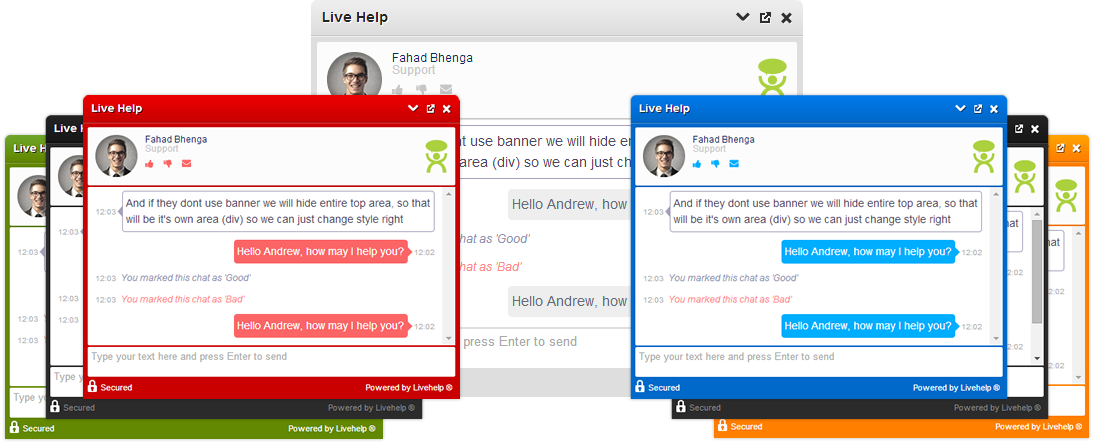 Live Help
Fahad Bhenga
Support
dont use banner we will hide enti
area (div) so we can just ch
Hello Andrew, how
chat as 'Good'
chat as 'Bad'
Hello Andrew, how
press Enter to send
Live Help
Fahad Bhenga
Support
And if they dont use banner we will hide entire top area, so that
12:03
will be it's own area (div) so we can just change style right
Hello Andrew, how may I help you? 12:02
12:03 You marked this chat as 'Good'
12:03 You marked this chat as 'Bad'
Hello Andrew, how may I help you? 12:02
Type your text here and press Enter to send
Secured Powered by Livehelp ®
Live Help
Fahad Bhenga
Support
And if they dont use banner we will hide entire top area, so that
12:03
will be it's own area (div) so we can just change style right
Hello Andrew, how may I help you? 12:02
12:03 You marked this chat as 'Good'
12:03 You marked this chat as 'Bad'
Hello Andrew, how may I help you? 12:02
Type your text here and press Enter to send
Secured Powered by Livehelp ®
Live
12:03
12:03
12:03
Type yo
Secured Powered by Livehelp ®
Live H
12:03
12:03
12:03
Type
Secured Powered by Livehelp ®
hat
:02
:02
Secured Powered by Livehelp ®
that
12:02
12:02
Secured Powered by Livehelp ®